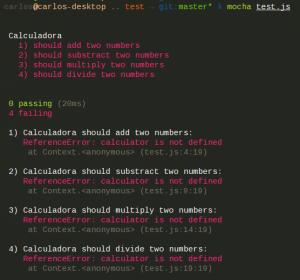 carlos@carlos-desktop .. test → git:master* λ mocha test.js
Calculadora
1) should add two numbers
2) should substract two numbers
3) should multiply two numbers
4) should divide two numbers
0 passing (20ms)
4 failing
1) Calculadora should add two numbers:
ReferenceError: calculator is not defined
at Context.<anonymous> (test.js:4:19)
2) Calculadora should substract two numbers:
ReferenceError: calculator is not defined
at Context.<anonymous> (test.js:9:19)
3) Calculadora should multiply two numbers:
ReferenceError: calculator is not defined
at Context.<anonymous> (test.js:14:19)
4) Calculadora should divide two numbers:
ReferenceError: calculator is not defined
at Context.<anonymous> (test.js:19:19)